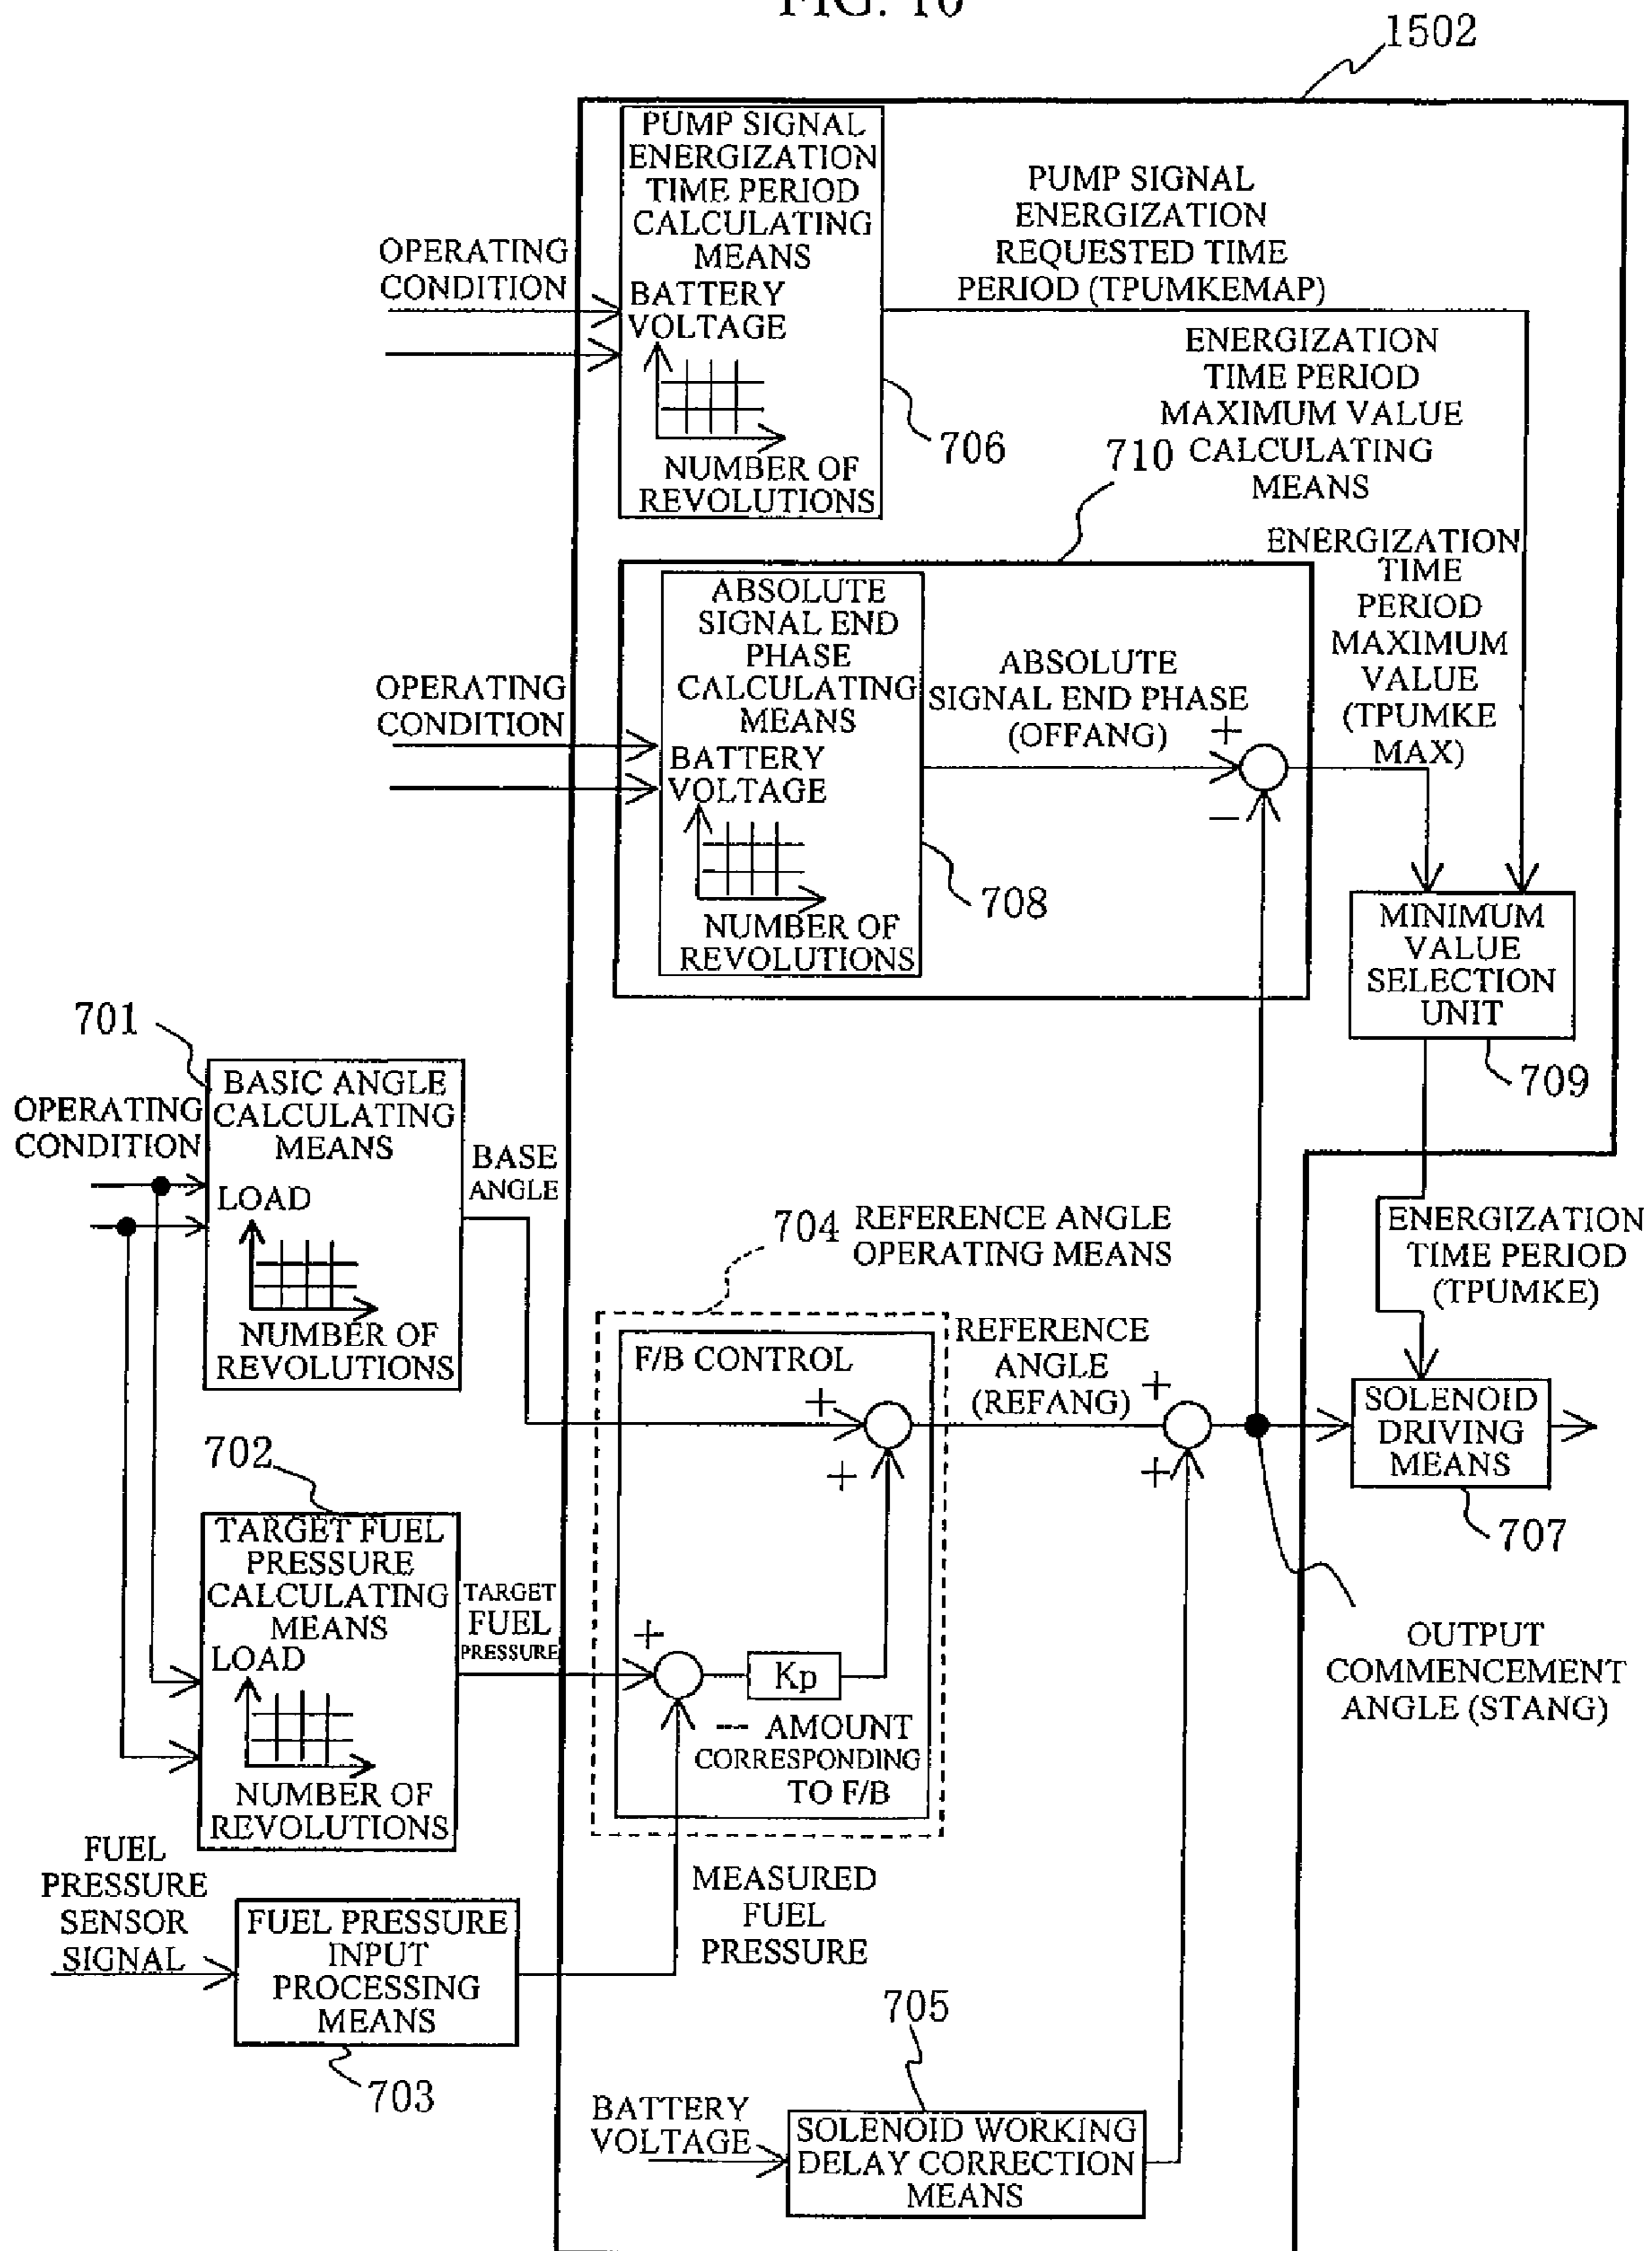 FIG. 10
1502
PUMP SIGNAL
ENERGIZATION
TIME PERIOD
CALCULATING
MEANS
BATTERY
VOLTAGE
NUMBER OF
REVOLUTIONS
OPERATING
CONDITION
PUMP SIGNAL
ENERGIZATION
REQUESTED TIME
PERIOD (TPUMKEMAP)
706
ENERGIZATION
TIME PERIOD
MAXIMUM VALUE
CALCULATING
MEANS
710
ENERGIZATION
TIME
PERIOD
MAXIMUM
VALUE
(TPUMKE
MAX)
ABSOLUTE
SIGNAL END
PHASE
CALCULATING
MEANS
BATTERY
VOLTAGE
NUMBER OF
REVOLUTIONS
OPERATING
CONDITION
ABSOLUTE
SIGNAL END PHASE
(OFFANG)
+
−
708
MINIMUM
VALUE
SELECTION
UNIT
709
701
OPERATING
CONDITION
BASIC ANGLE
CALCULATING
MEANS
LOAD
NUMBER OF
REVOLUTIONS
BASE
ANGLE
704
REFERENCE ANGLE
OPERATING MEANS
ENERGIZATION
TIME PERIOD
(TPUMKE)
F/B CONTROL
+
+
REFERENCE
ANGLE
(REFANG)
+
+
SOLENOID
DRIVING
MEANS
707
702
TARGET FUEL
PRESSURE
CALCULATING
MEANS
LOAD
NUMBER OF
REVOLUTIONS
TARGET
FUEL
PRESSURE
+
Kp
-- AMOUNT
CORRESPONDING
TO F/B
OUTPUT
COMMENCEMENT
ANGLE (STANG)
FUEL
PRESSURE
SENSOR
SIGNAL
FUEL PRESSURE
INPUT
PROCESSING
MEANS
703
MEASURED
FUEL
PRESSURE
705
BATTERY
VOLTAGE
SOLENOID WORKING
DELAY CORRECTION
MEANS